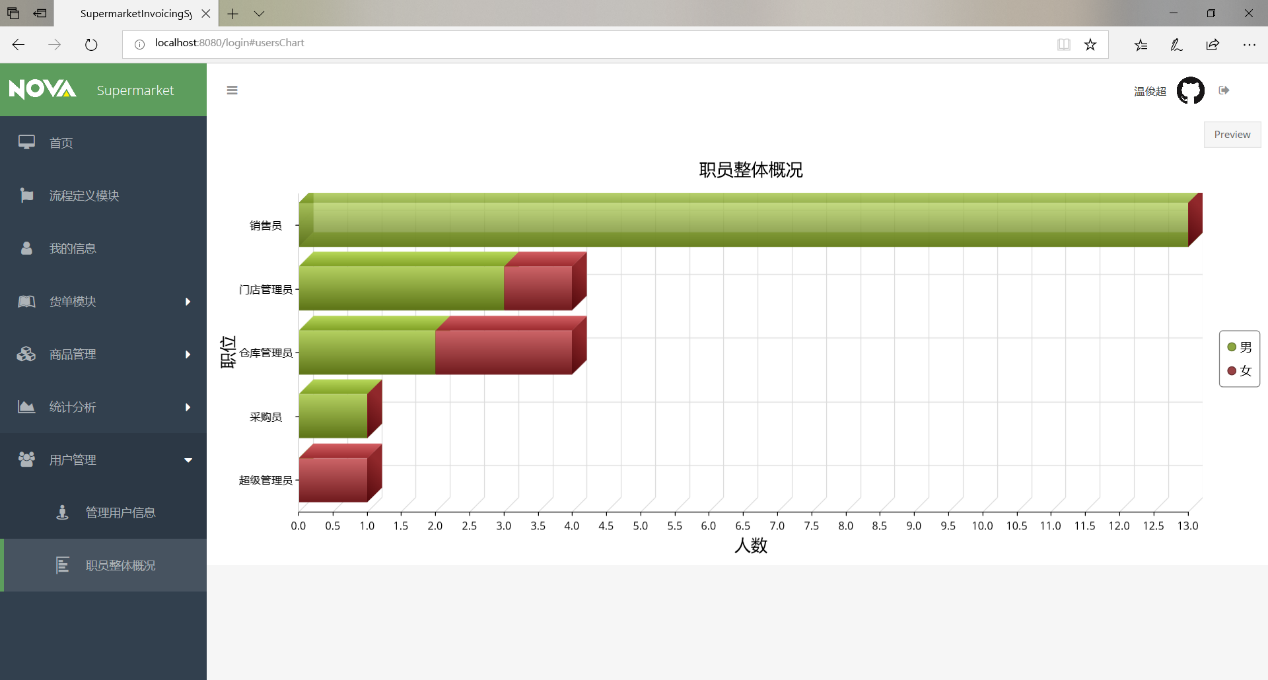 SupermarketInvoicingSy
localhost:8080/login#usersChart
NOVA Supermarket
温俊超
首页
流程定义模块
我的信息
货单模块
商品管理
统计分析
用户管理
管理用户信息
职员整体概况
Preview
职员整体概况
职位
销售员
门店管理员
仓库管理员
采购员
超级管理员
0.0 0.5 1.0 1.5 2.0 2.5 3.0 3.5 4.0 4.5 5.0 5.5 6.0 6.5 7.0 7.5 8.0 8.5 9.0 9.5 10.0 10.5 11.0 11.5 12.0 12.5 13.0
人数
男
女